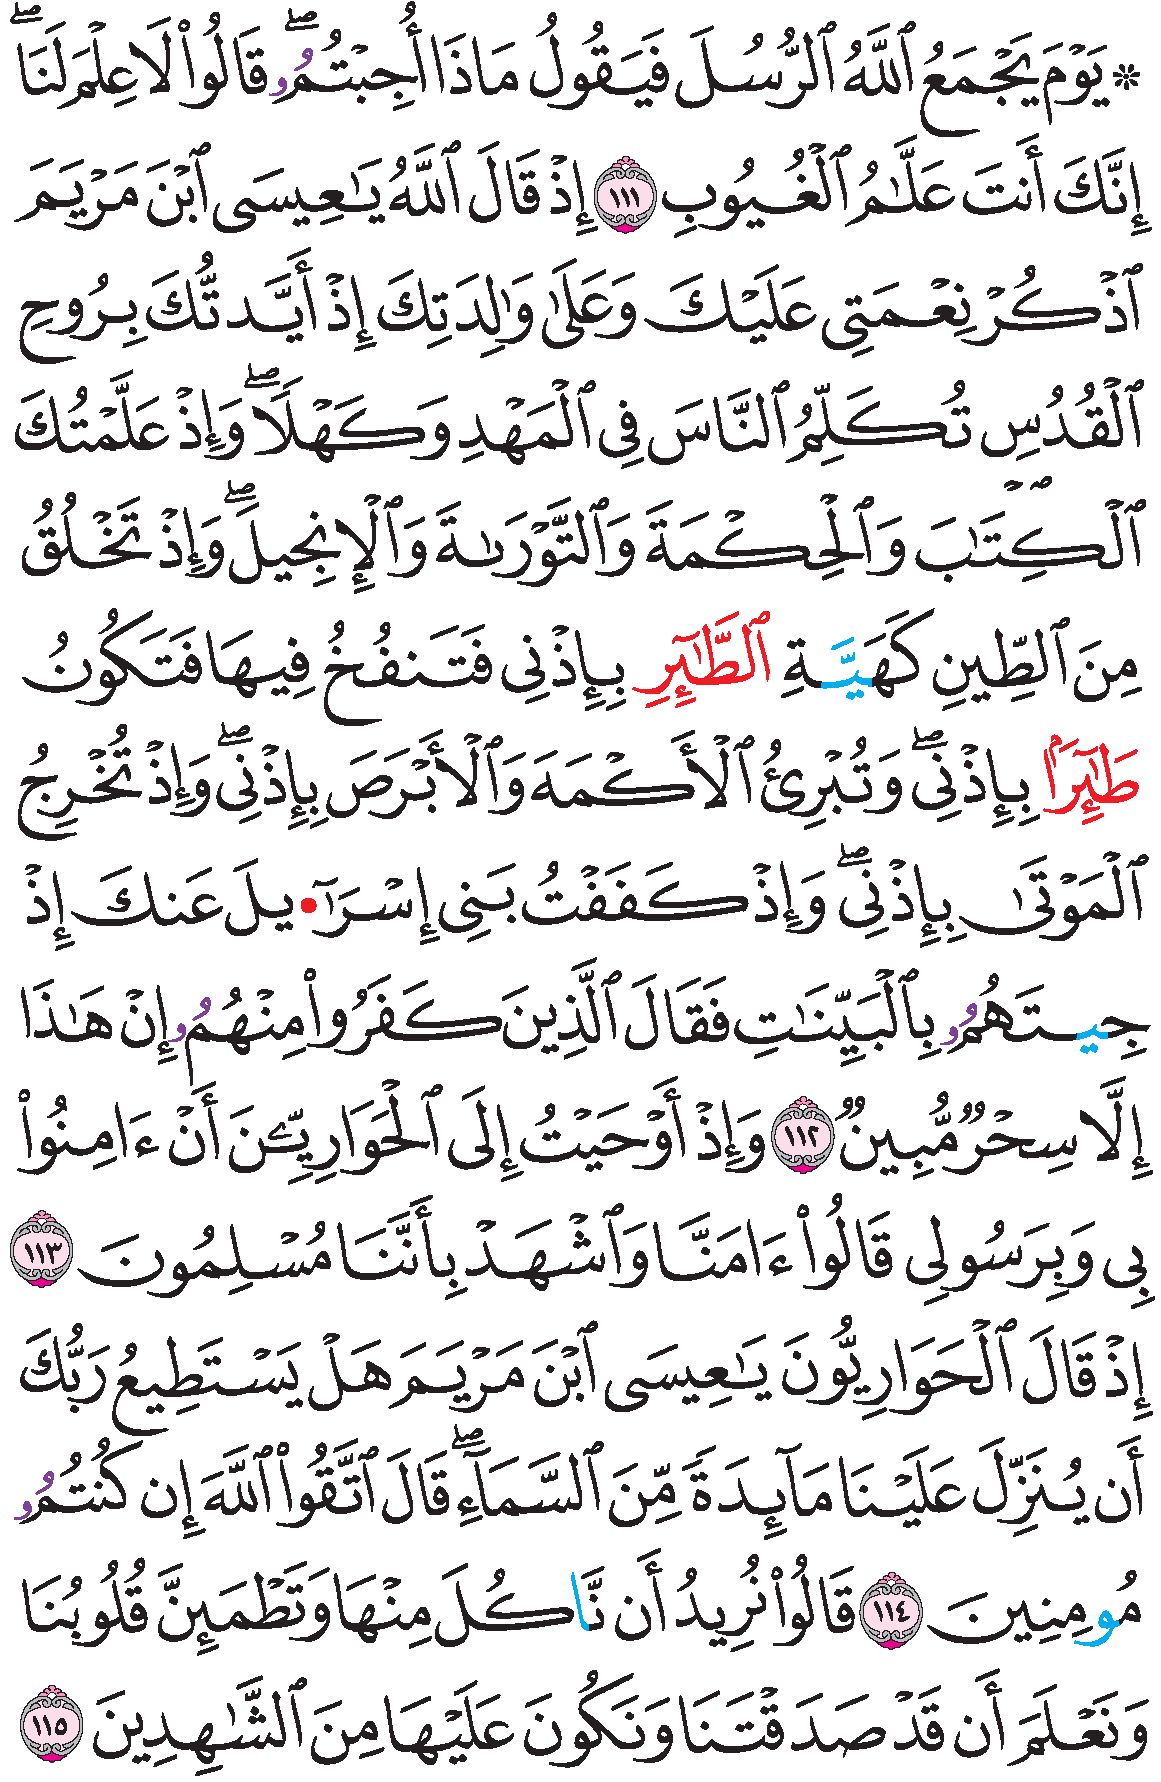 ۞ يَوْمَ يَجْمَعُ ٱللَّهُ ٱلرُّسُلَ فَيَقُولُ مَاذَا أُجِبْتُمُۥۖ قَالُوا۟ لَا عِلْمَ لَنَاۖ
إِنَّكَ أَنتَ عَلَّـٰمُ ٱلْغُيُوبِ ١١١ إِذْ قَالَ ٱللَّهُ يَـٰعِيسَى ٱبْنَ مَرْيَمَ
ٱذْكُرْ نِعْمَتِى عَلَيْكَ وَعَلَىٰ وَٰلِدَتِكَ إِذْ أَيَّدتُّكَ بِرُوحِ
ٱلْقُدُسِ تُكَلِّمُ ٱلنَّاسَ فِى ٱلْمَهْدِ وَكَهْلًاۖ وَإِذْ عَلَّمْتُكَ
ٱلْكِتَـٰبَ وَٱلْحِكْمَةَ وَٱلتَّوْرَىٰةَ وَٱلْإِنجِيلَۖ وَإِذْ تَخْلُقُ
مِنَ ٱلطِّينِ كَهَيَّةِ ٱلطَّـٰٓئِرِ بِإِذْنِى فَتَنفُخُ فِيهَا فَتَكُونُ
طَـٰٓئِرًۢا بِإِذْنِىۖ وَتُبْرِئُ ٱلْأَكْمَهَ وَٱلْأَبْرَصَ بِإِذْنِىۖ وَإِذْ تُخْرِجُ
ٱلْمَوْتَىٰ بِإِذْنِىۖ وَإِذْ كَفَفْتُ بَنِى إِسْرَآ•يلَ عَنكَ إِذْ
جِيتَهُمُۥ بِٱلْبَيِّنَـٰتِ فَقَالَ ٱلَّذِينَ كَفَرُوا۟ مِنْهُمُۥ إِنْ هَـٰذَا
إِلَّا سِحْرٌ مُّبِينٌ ١١٢ وَإِذْ أَوْحَيْتُ إِلَى ٱلْحَوَارِيِّـۧنَ أَنْ ءَامِنُوا۟
بِى وَبِرَسُولِى قَالُوا۟ ءَامَنَّا وَٱشْهَدْ بِأَنَّنَا مُسْلِمُونَ ١١٣
إِذْ قَالَ ٱلْحَوَارِيُّونَ يَـٰعِيسَى ٱبْنَ مَرْيَمَ هَلْ يَسْتَطِيعُ رَبُّكَ
أَن يُنَزِّلَ عَلَيْنَا مَآئِدَةً مِّنَ ٱلسَّمَآءِۖ قَالَ ٱتَّقُوا۟ ٱللَّهَ إِن كُنتُمُۥ
مُومِنِينَ ١١٤ قَالُوا۟ نُرِيدُ أَن نَّاكُلَ مِنْهَا وَتَطْمَئِنَّ قُلُوبُنَا
وَنَعْلَمَ أَن قَدْ صَدَقْتَنَا وَنَكُونَ عَلَيْهَا مِنَ ٱلشَّـٰهِدِينَ ١١٥